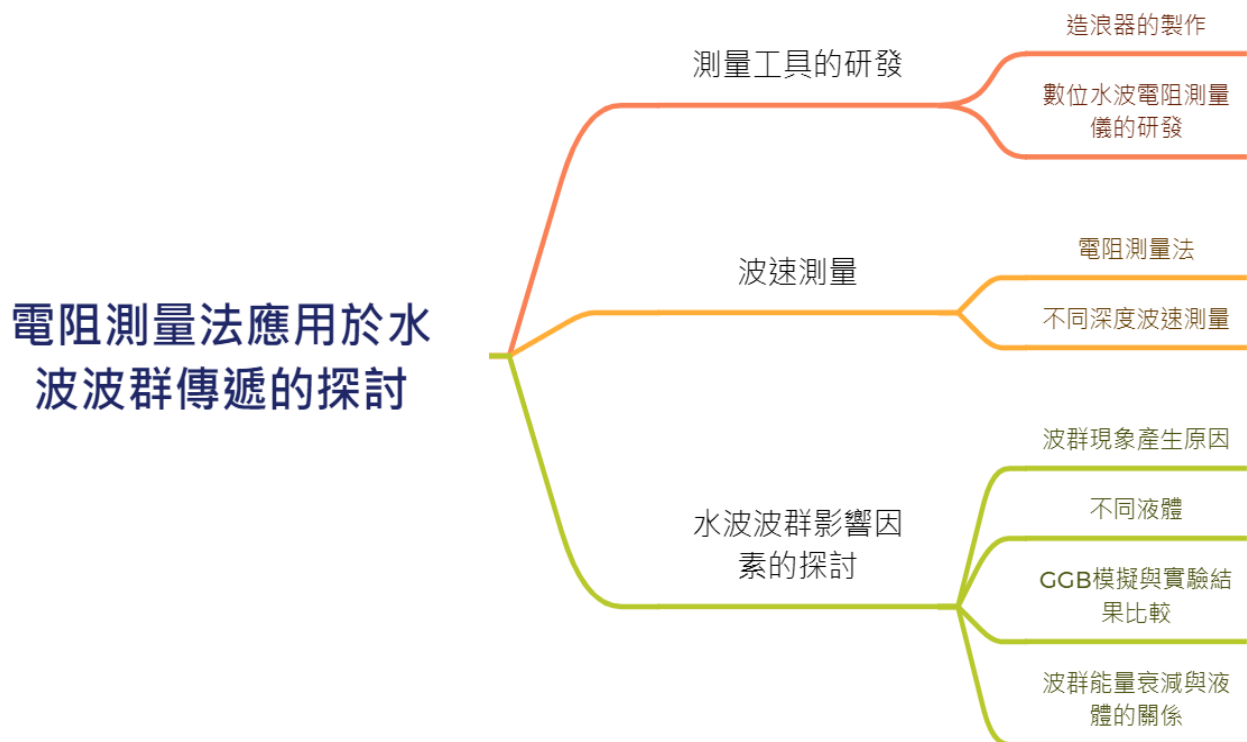 電阻測量法應用於水
波波群傳遞的探討
測量工具的研發
造浪器的製作
數位水波電阻測量
儀的研發
波速測量
電阻測量法
不同深度波速測量
水波波群影響因
素的探討
波群現象產生原因
不同液體
GGB模擬與實驗結
果比較
波群能量衰減與液
體的關係